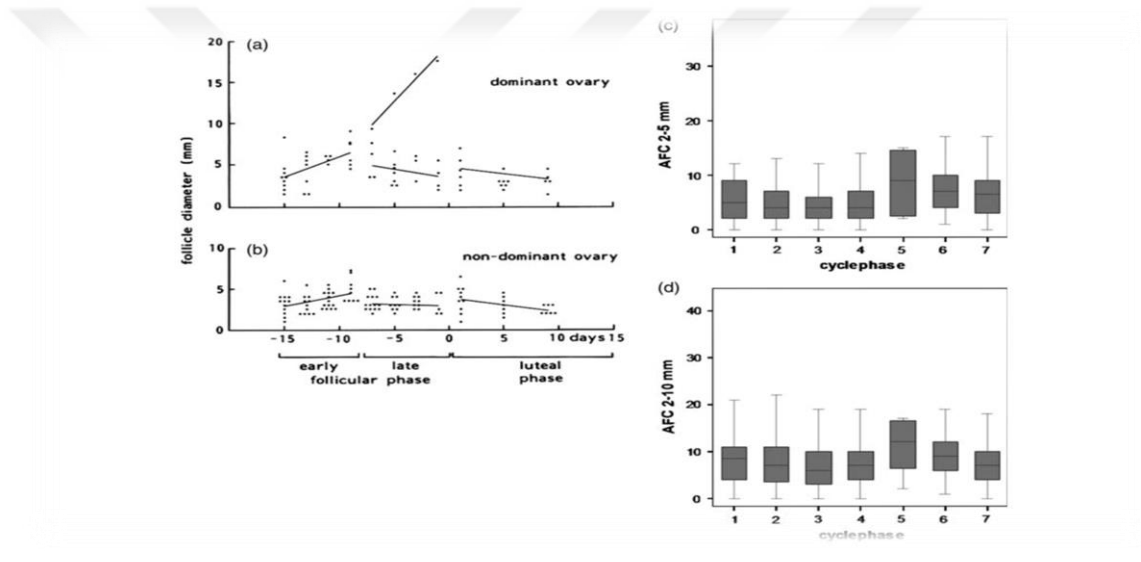 (a)
20
15
10
5
0
dominant ovary
follicle diameter (mm)
(b)
10
5
0
non-dominant ovary
-15 -10 -5 0 5 10 days 15
early late luteal
follicular phase phase
(c)
AFC 2-5 mm
30
20
10
0
1 2 3 4 5 6 7
cyclephase
(d)
AFC 2-10 mm
40
30
20
10
0
1 2 3 4 5 6 7
cyclephase